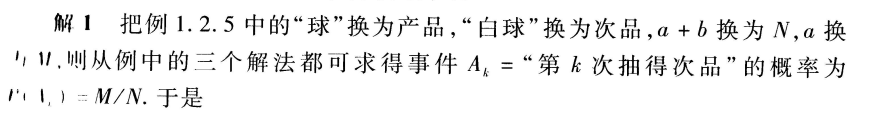 解 1 把例 1.2.5 中的“球”换为产品,“白球”换为次品,a + b 换为 N,a 换
则从例中的三个解法都可求得事件 Aₖ = “第 k 次抽得次品”的概率为
= M/N. 于是